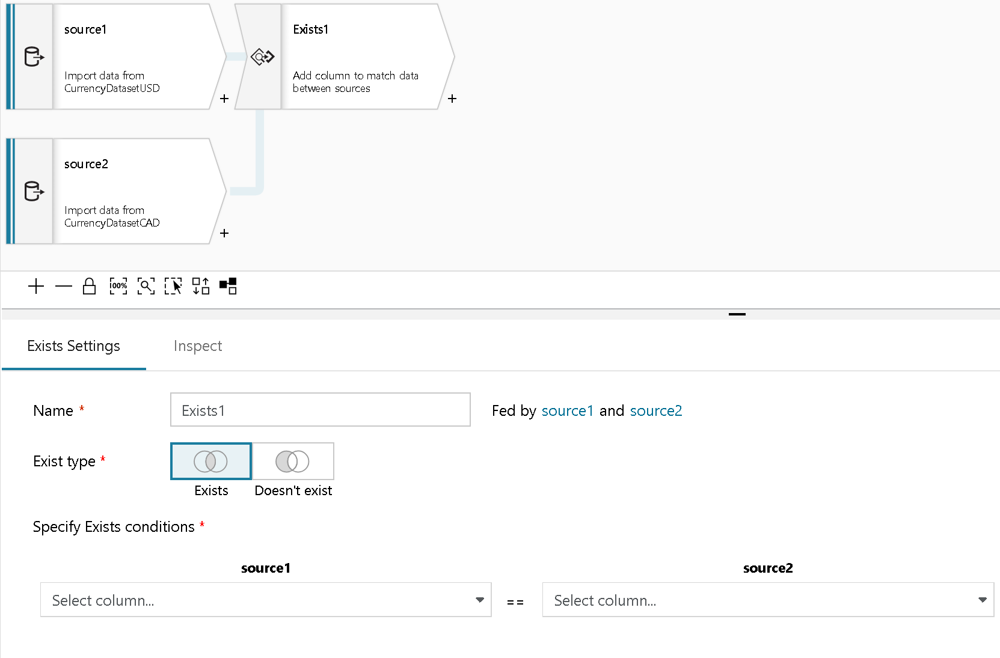 source1
Import data from
CurrencyDatasetUSD
+
Exists1
Add column to match data
between sources
+
source2
Import data from
CurrencyDatasetCAD
+
100%
Exists Settings
Inspect
Name *
Exists1
Fed by source1 and source2
Exist type *
Exists
Doesn't exist
Specify Exists conditions *
source1
source2
Select column...
==
Select column...